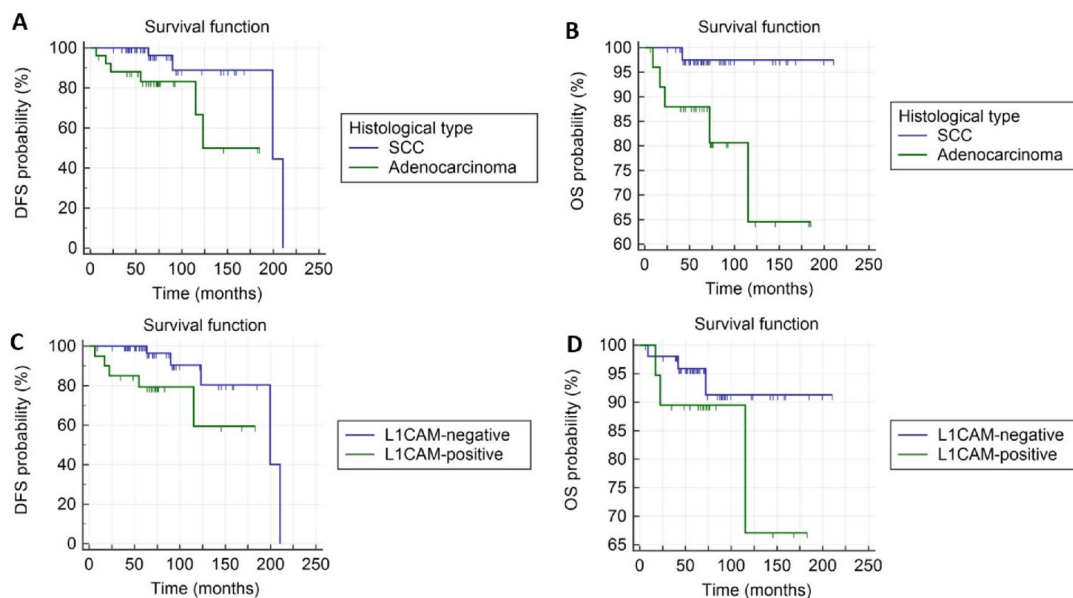 A
Survival function
DFS probability (%)
100
80
60
40
20
0
0 50 100 150 200 250
Time (months)
Histological type
SCC
Adenocarcinoma
B
Survival function
OS probability (%)
100
95
90
85
80
75
70
65
60
0 50 100 150 200 250
Time (months)
Histological type
SCC
Adenocarcinoma
C
Survival function
DFS probability (%)
100
80
60
40
20
0
0 50 100 150 200 250
Time (months)
L1CAM-negative
L1CAM-positive
D
Survival function
OS probability (%)
100
95
90
85
80
75
70
65
0 50 100 150 200 250
Time (months)
L1CAM-negative
L1CAM-positive